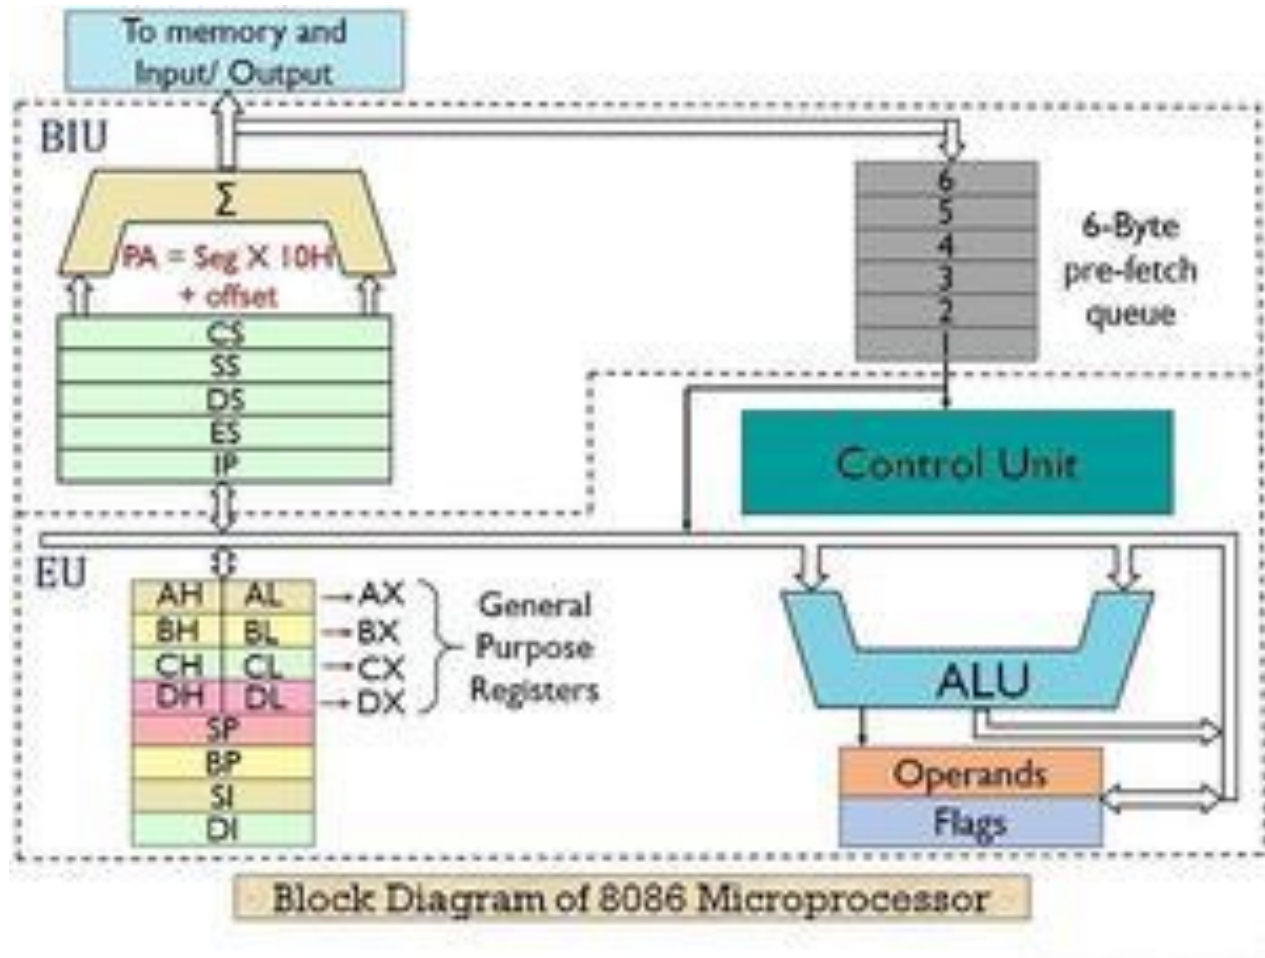 To memory and
Input/ Output
BIU
Σ
PA = Seg X 10H
+ offset
CS
SS
DS
ES
IP
6
5
4
3
2
1
6-Byte
pre-fetch
queue
Control Unit
EU
AH AL → AX
BH BL → BX
CH CL → CX
DH DL → DX
SP
BP
SI
DI
General
Purpose
Registers
ALU
Operands
Flags
Block Diagram of 8086 Microprocessor